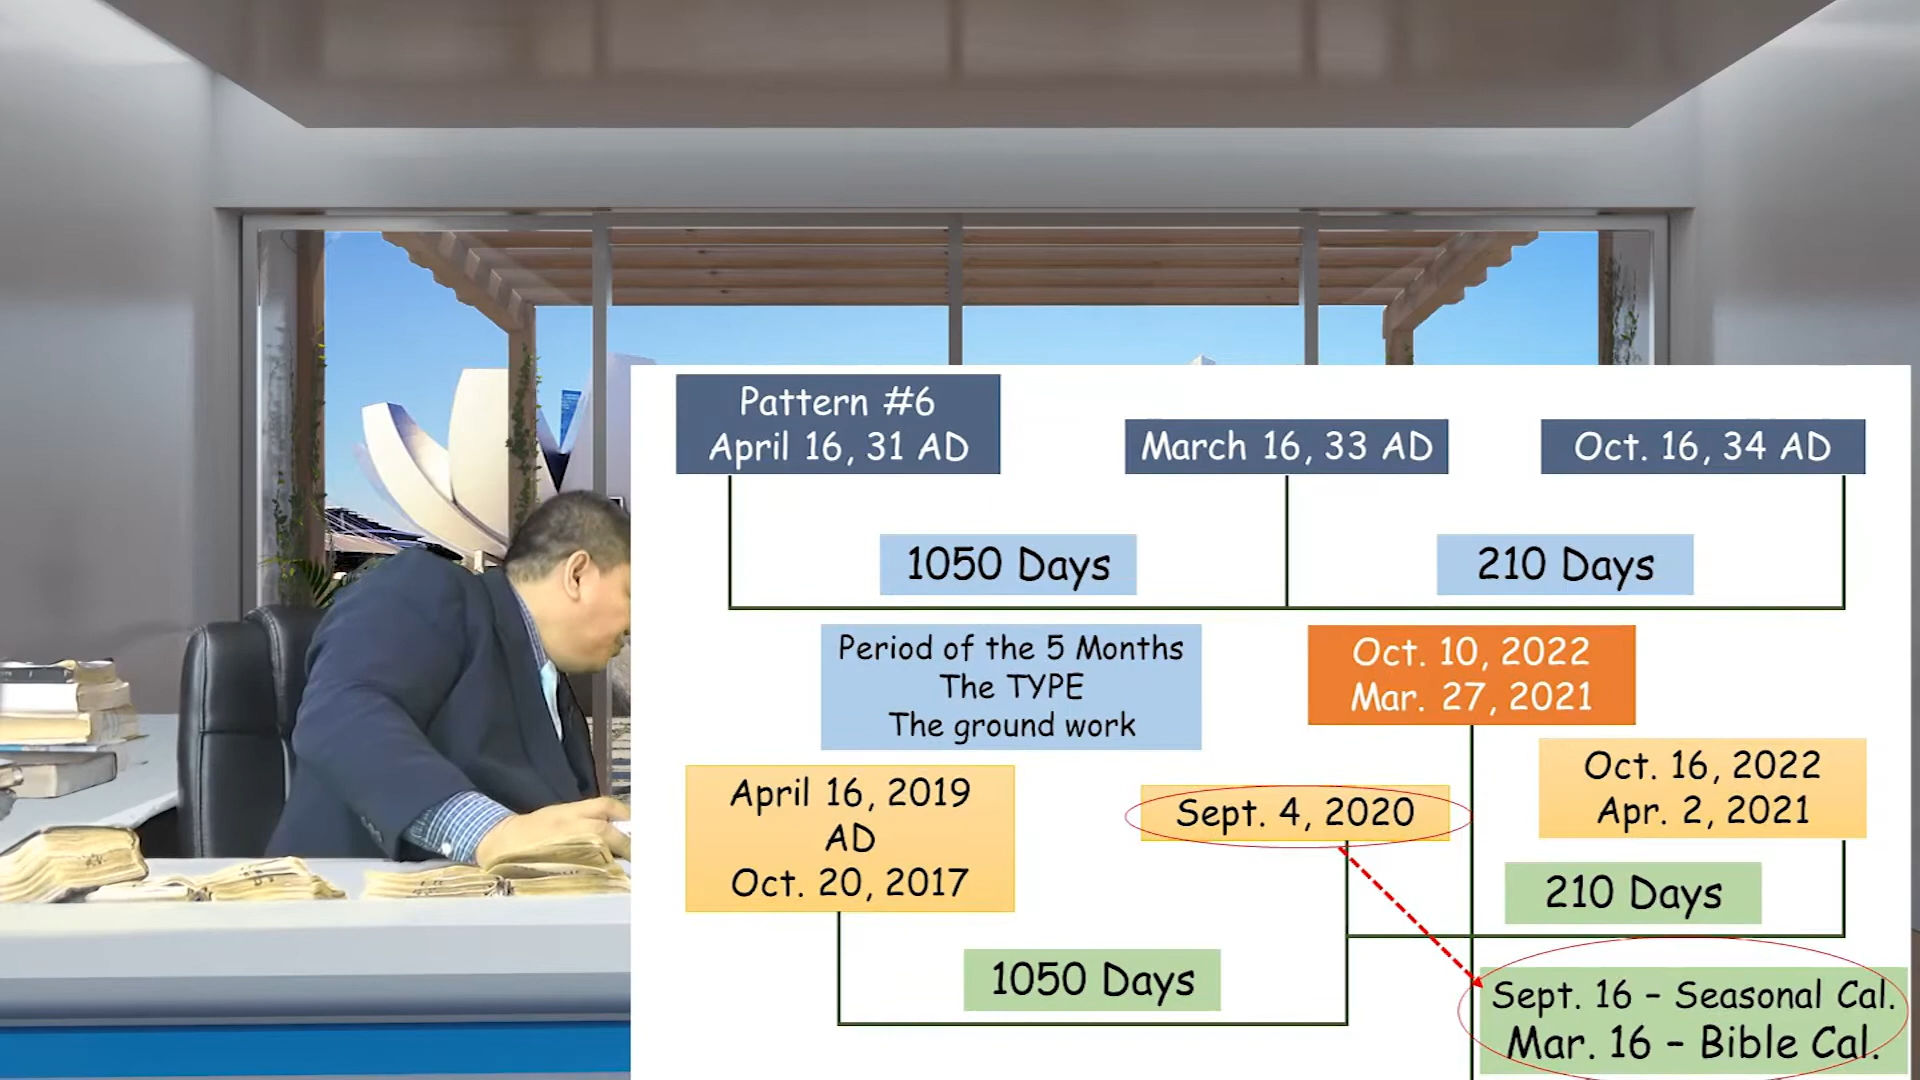 Pattern #6
April 16, 31 AD
March 16, 33 AD
Oct. 16, 34 AD
1050 Days
210 Days
Period of the 5 Months
The TYPE
The ground work
Oct. 10, 2022
Mar. 27, 2021
April 16, 2019
AD
Oct. 20, 2017
Sept. 4, 2020
Oct. 16, 2022
Apr. 2, 2021
210 Days
1050 Days
Sept. 16 – Seasonal Cal.
Mar. 16 – Bible Cal.